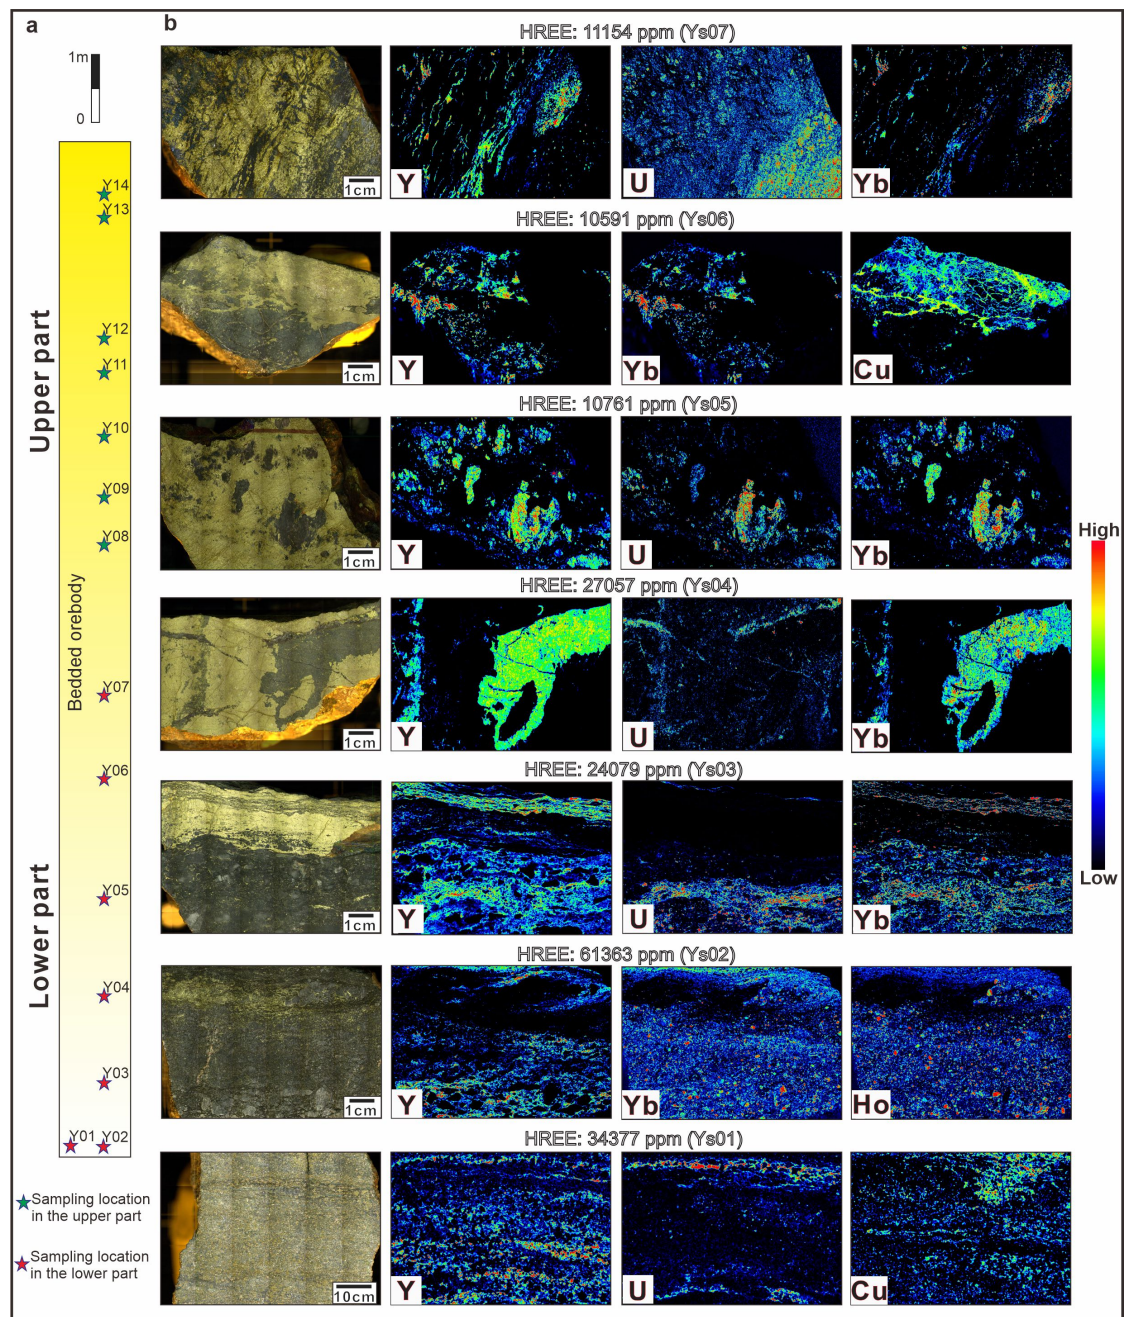 a
1m
0
Y14
Y13
Y12
Y11
Y10
Y09
Y08
Y07
Y06
Y05
Y04
Y03
Y01 Y02
Upper part
Lower part
Bedded orebody
Sampling location
in the upper part
Sampling location
in the lower part
b
HREE: 11154 ppm (Ys07)
1cm Y U Yb
HREE: 10591 ppm (Ys06)
1cm Y Yb Cu
HREE: 10761 ppm (Ys05)
1cm Y U Yb
HREE: 27057 ppm (Ys04)
1cm Y U Yb
HREE: 24079 ppm (Ys03)
1cm Y U Yb
HREE: 61363 ppm (Ys02)
1cm Y Yb Ho
HREE: 34377 ppm (Ys01)
10cm Y U Cu
High
Low